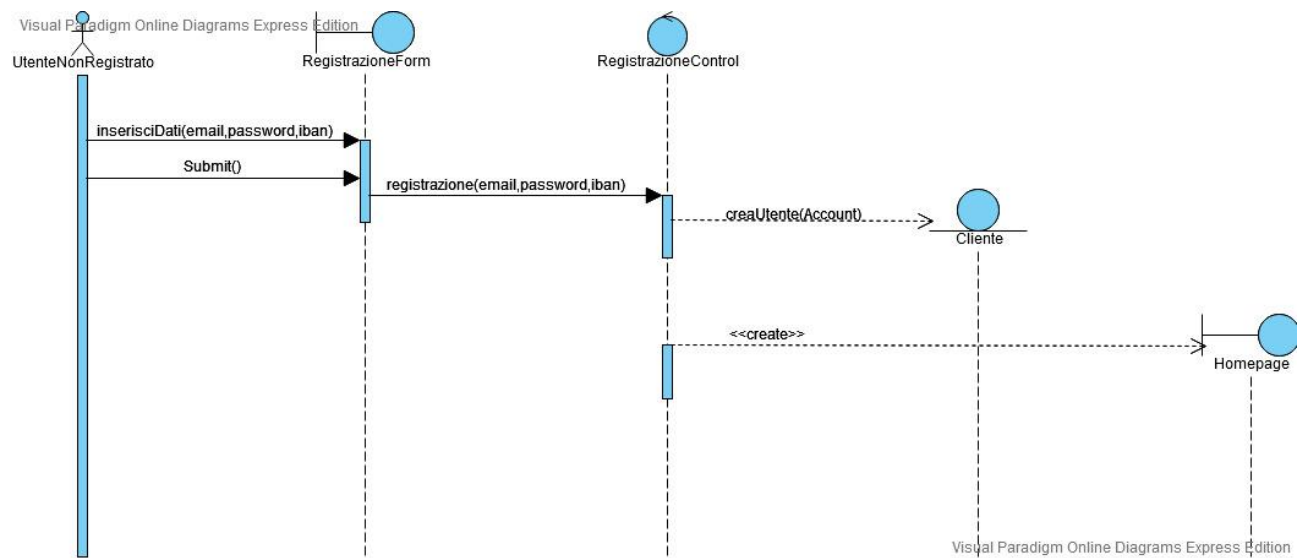 Visual Paradigm Online Diagrams Express Edition
UtenteNonRegistrato
RegistrazioneForm
RegistrazioneControl
inserisciDati(email,password,iban)
Submit()
registrazione(email,password,iban)
creaUtente(Account)
Cliente
<<create>>
Homepage
Visual Paradigm Online Diagrams Express Edition